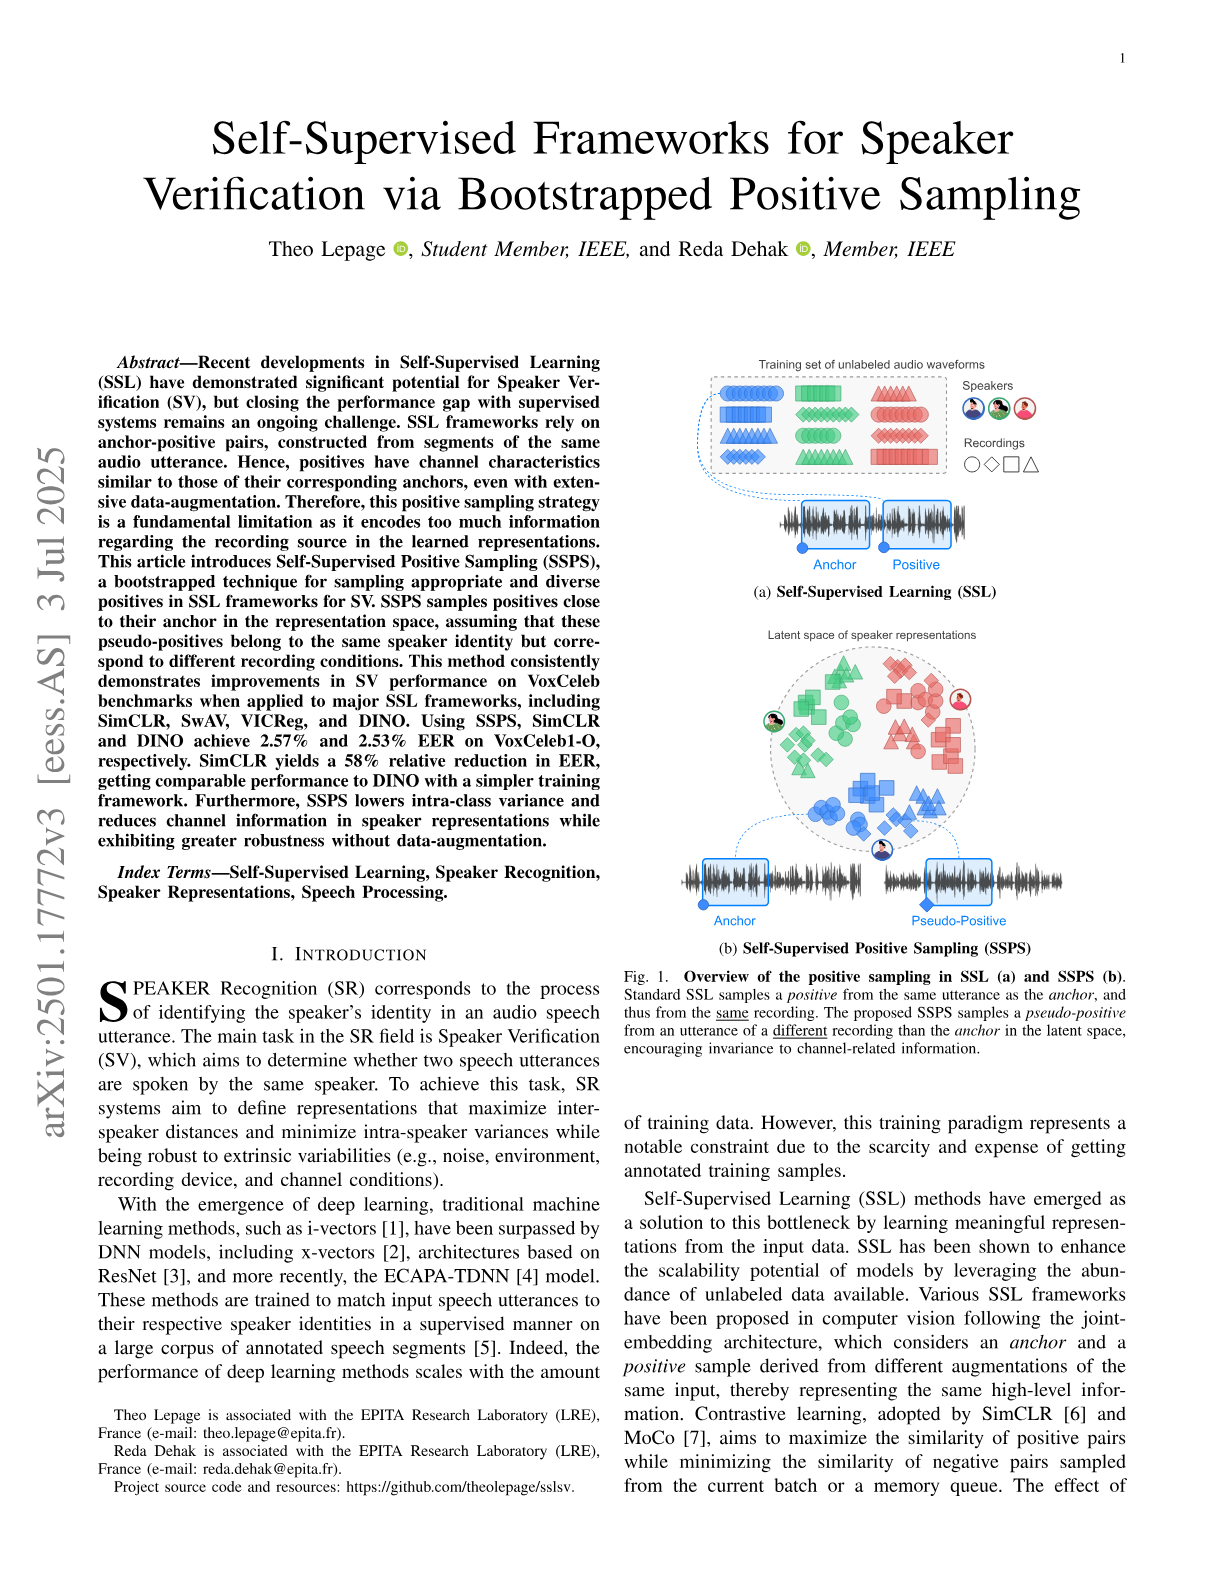 1
Self-Supervised Frameworks for Speaker
Verification via Bootstrapped Positive Sampling
Theo Lepage iD, Student Member, IEEE, and Reda Dehak iD, Member, IEEE
arXiv:2501.17772v3 [eess.AS] 3 Jul 2025
Abstract—Recent developments in Self-Supervised Learning
(SSL) have demonstrated significant potential for Speaker Ver-
ification (SV), but closing the performance gap with supervised
systems remains an ongoing challenge. SSL frameworks rely on
anchor-positive pairs, constructed from segments of the same
audio utterance. Hence, positives have channel characteristics
similar to those of their corresponding anchors, even with exten-
sive data-augmentation. Therefore, this positive sampling strategy
is a fundamental limitation as it encodes too much information
regarding the recording source in the learned representations.
This article introduces Self-Supervised Positive Sampling (SSPS),
a bootstrapped technique for sampling appropriate and diverse
positives in SSL frameworks for SV. SSPS samples positives close
to their anchor in the representation space, assuming that these
pseudo-positives belong to the same speaker identity but corre-
spond to different recording conditions. This method consistently
demonstrates improvements in SV performance on VoxCeleb
benchmarks when applied to major SSL frameworks, including
SimCLR, SwAV, VICReg, and DINO. Using SSPS, SimCLR
and DINO achieve 2.57% and 2.53% EER on VoxCeleb1-O,
respectively. SimCLR yields a 58% relative reduction in EER,
getting comparable performance to DINO with a simpler training
framework. Furthermore, SSPS lowers intra-class variance and
reduces channel information in speaker representations while
exhibiting greater robustness without data-augmentation.
Index Terms—Self-Supervised Learning, Speaker Recognition,
Speaker Representations, Speech Processing.
I. INTRODUCTION
SPEAKER Recognition (SR) corresponds to the process
of identifying the speaker's identity in an audio speech
utterance. The main task in the SR field is Speaker Verification
(SV), which aims to determine whether two speech utterances
are spoken by the same speaker. To achieve this task, SR
systems aim to define representations that maximize inter-
speaker distances and minimize intra-speaker variances while
being robust to extrinsic variabilities (e.g., noise, environment,
recording device, and channel conditions).
With the emergence of deep learning, traditional machine
learning methods, such as i-vectors [1], have been surpassed by
DNN models, including x-vectors [2], architectures based on
ResNet [3], and more recently, the ECAPA-TDNN [4] model.
These methods are trained to match input speech utterances to
their respective speaker identities in a supervised manner on
a large corpus of annotated speech segments [5]. Indeed, the
performance of deep learning methods scales with the amount
Theo Lepage is associated with the EPITA Research Laboratory (LRE),
France (e-mail: theo.lepage@epita.fr).
Reda Dehak is associated with the EPITA Research Laboratory (LRE),
France (e-mail: reda.dehak@epita.fr).
Project source code and resources: https://github.com/theolepage/sslsv.
Training set of unlabeled audio waveforms
Speakers
Recordings
Anchor
Positive
(a) Self-Supervised Learning (SSL)
Latent space of speaker representations
Anchor
Pseudo-Positive
(b) Self-Supervised Positive Sampling (SSPS)
Fig. 1. Overview of the positive sampling in SSL (a) and SSPS (b).
Standard SSL samples a positive from the same utterance as the anchor, and
thus from the same recording. The proposed SSPS samples a pseudo-positive
from an utterance of a different recording than the anchor in the latent space,
encouraging invariance to channel-related information.
of training data. However, this training paradigm represents a
notable constraint due to the scarcity and expense of getting
annotated training samples.
Self-Supervised Learning (SSL) methods have emerged as
a solution to this bottleneck by learning meaningful represen-
tations from the input data. SSL has been shown to enhance
the scalability potential of models by leveraging the abun-
dance of unlabeled data available. Various SSL frameworks
have been proposed in computer vision following the joint-
embedding architecture, which considers an anchor and a
positive sample derived from different augmentations of the
same input, thereby representing the same high-level infor-
mation. Contrastive learning, adopted by SimCLR [6] and
MoCo [7], aims to maximize the similarity of positive pairs
while minimizing the similarity of negative pairs sampled
from the current batch or a memory queue. The effect of